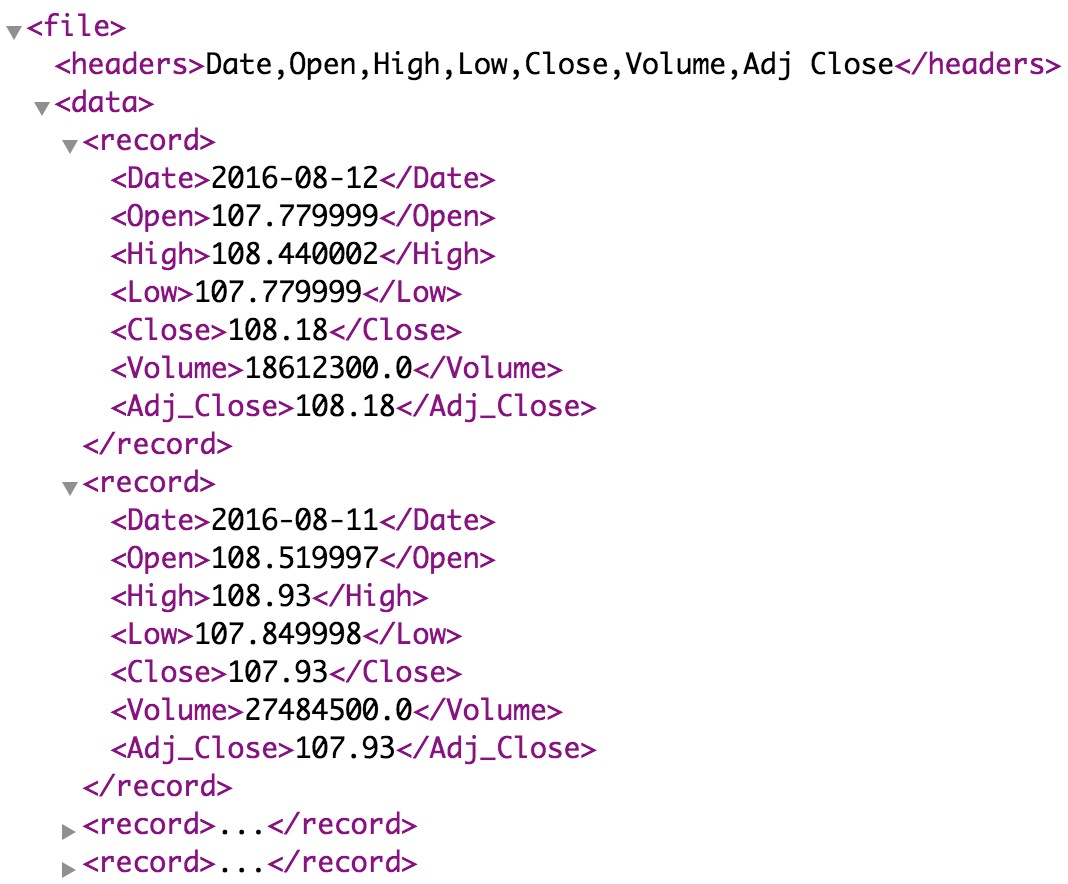 <file>
<headers>Date,Open,High,Low,Close,Volume,Adj Close</headers>
<data>
<record>
<Date>2016-08-12</Date>
<Open>107.779999</Open>
<High>108.440002</High>
<Low>107.779999</Low>
<Close>108.18</Close>
<Volume>18612300.0</Volume>
<Adj_Close>108.18</Adj_Close>
</record>
<record>
<Date>2016-08-11</Date>
<Open>108.519997</Open>
<High>108.93</High>
<Low>107.849998</Low>
<Close>107.93</Close>
<Volume>27484500.0</Volume>
<Adj_Close>107.93</Adj_Close>
</record>
<record>...</record>
<record>...</record>